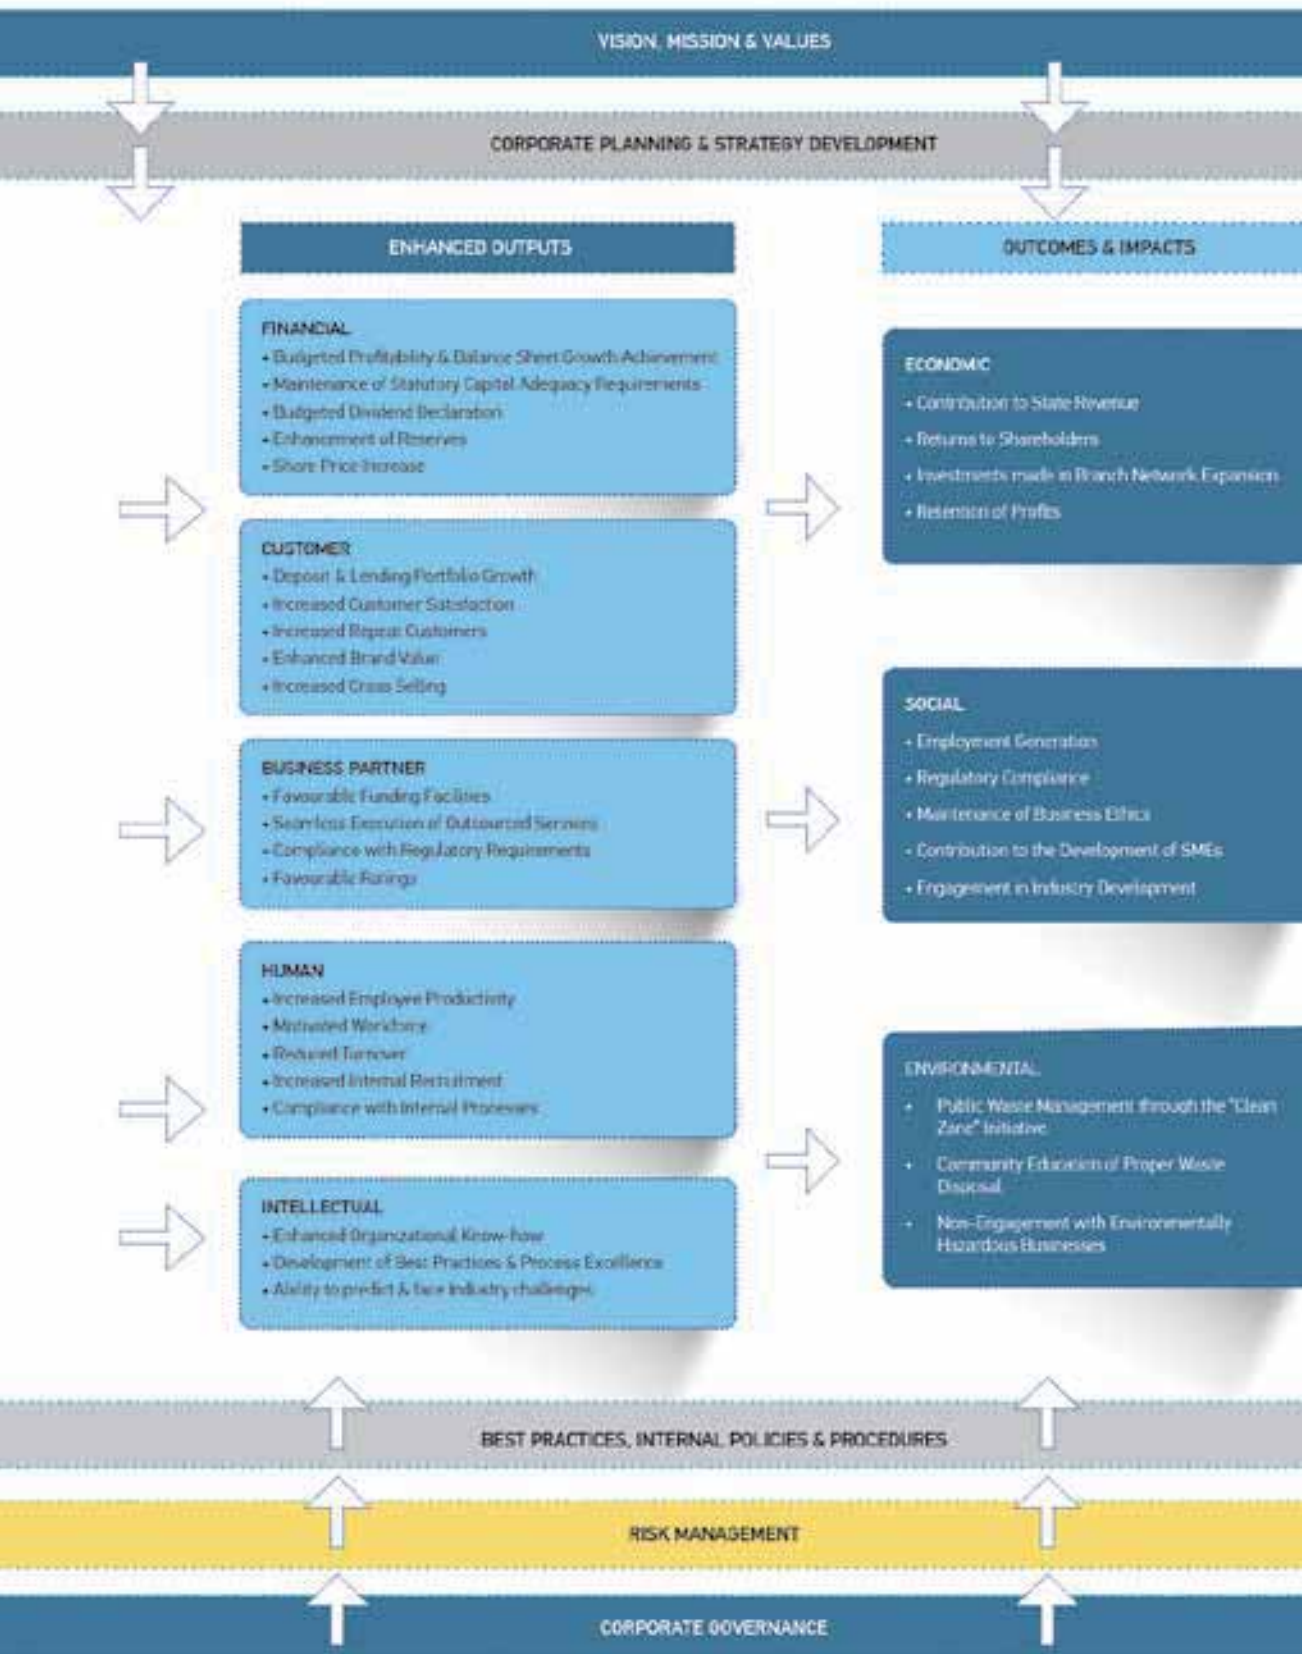 VISION, MISSION & VALUES
CORPORATE PLANNING & STRATEGY DEVELOPMENT
ENHANCED OUTPUTS
FINANCIAL
• Budgeted Profitability & Balance Sheet Growth Achievement
• Maintenance of Statutory Capital Adequacy Requirements
• Budgeted Dividend Declaration
• Enhancement of Reserves
• Share Price Increase
CUSTOMER
• Deposit & Lending Portfolio Growth
• Increased Customer Satisfaction
• Increased Repeat Customers
• Enhanced Brand Value
• Increased Cross Selling
BUSINESS PARTNER
• Favourable Funding Facilities
• Seamless Execution of Outsourced Services
• Compliance with Regulatory Requirements
• Favourable Ratings
HUMAN
• Increased Employee Productivity
• Motivated Workforce
• Reduced Turnover
• Increased Internal Recruitment
• Compliance with Internal Processes
INTELLECTUAL
• Enhanced Organizational Know-how
• Development of Best Practices & Process Excellence
• Ability to predict & face Industry challenges
OUTCOMES & IMPACTS
ECONOMIC
• Contribution to State Revenue
• Returns to Shareholders
• Investments made in Branch Network Expansion
• Retention of Profits
SOCIAL
• Employment Generation
• Regulatory Compliance
• Maintenance of Business Ethics
• Contribution to the Development of SMEs
• Engagement in Industry Development
ENVIRONMENTAL
• Public Waste Management through the "Clean
Zone" Initiative
• Community Education of Proper Waste
Disposal
• Non-Engagement with Environmentally
Hazardous Businesses
BEST PRACTICES, INTERNAL POLICIES & PROCEDURES
RISK MANAGEMENT
CORPORATE GOVERNANCE